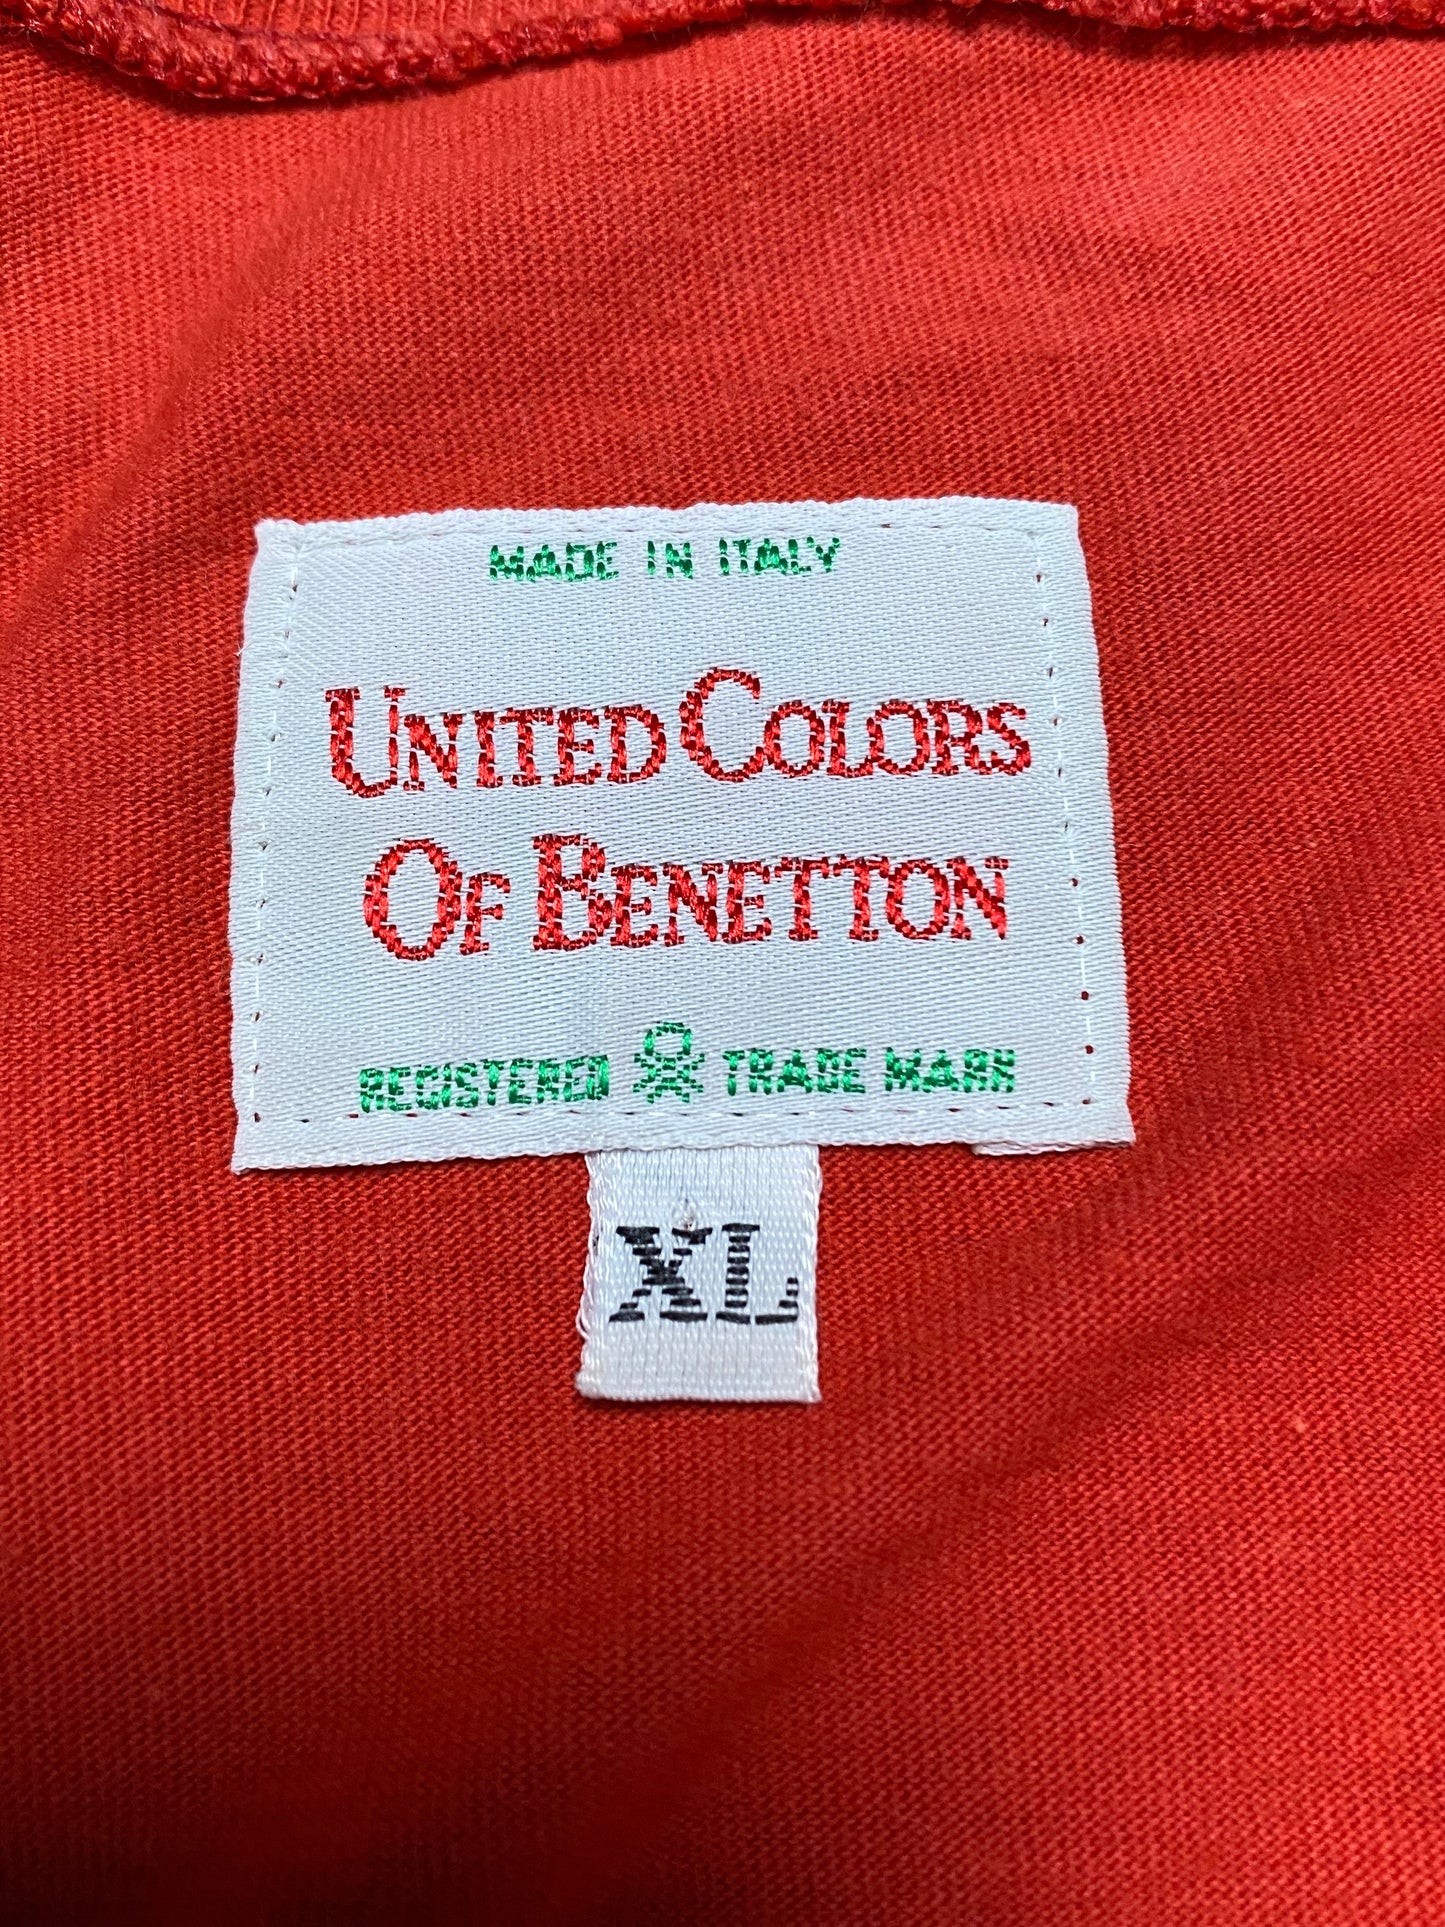 MADE IN ITALY
UNITED COLORS
OF BENETTON
REGISTERED TRADE MARK
XL